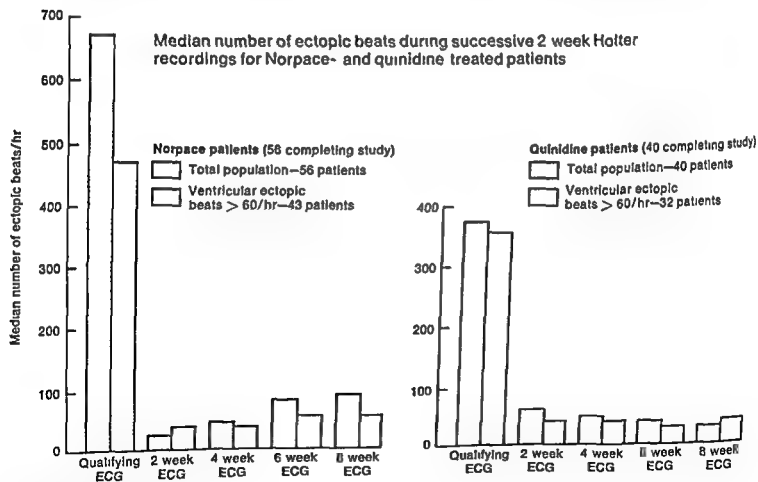 Median number of ectopic beats during successive 2 week Holter
recordings for Norpace- and quinidine treated patients
Median number of ectopic beats/hr
700
600
500
400
300
200
100
0
Norpace patients (56 completing study)
Total population—56 patients
Ventricular ectopic
beats > 60/hr—43 patients
Qualifying
ECG
2 week
ECG
4 week
ECG
6 week
ECG
8 week
ECG
Quinidine patients (40 completing study)
Total population—40 patients
Ventricular ectopic
beats > 60/hr—32 patients
400
300
200
100
0
Qualifying
ECG
2 week
ECG
4 week
ECG
week
ECG
8 week
ECG